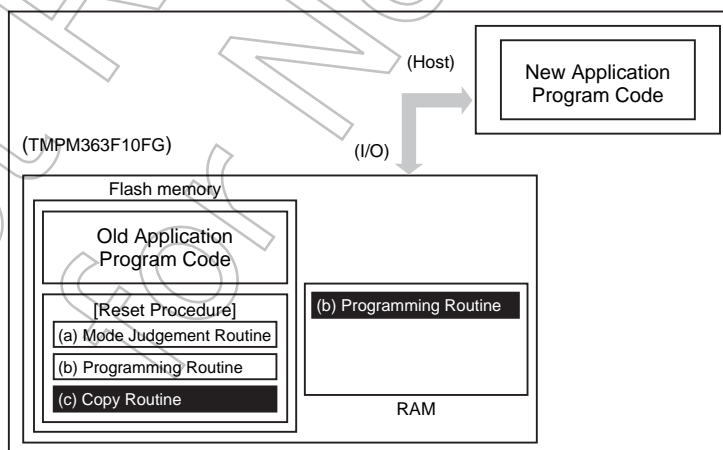 (Host)
New Application
Program Code
(TMPM363F10FG)
(I/O)
Flash memory
Old Application
Program Code
[Reset Procedure]
(a) Mode Judgement Routine
(b) Programming Routine
(c) Copy Routine
(b) Programming Routine
RAM